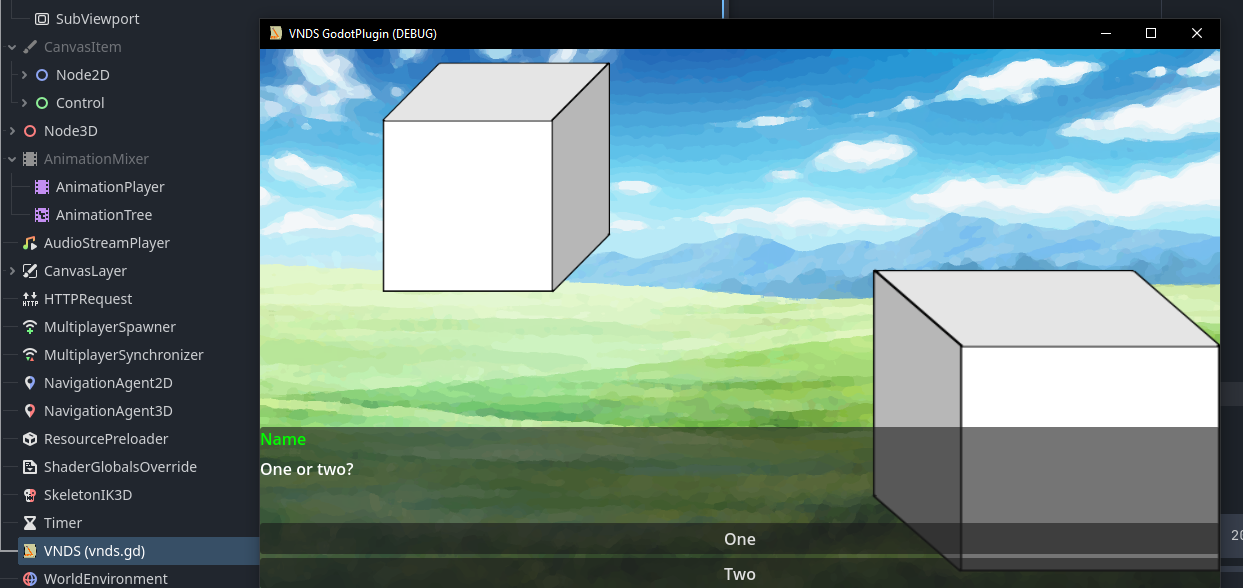 SubViewport
CanvasItem
Node2D
Control
Node3D
AnimationMixer
AnimationPlayer
AnimationTree
AudioStreamPlayer
CanvasLayer
HTTPRequest
MultiplayerSpawner
MultiplayerSynchronizer
NavigationAgent2D
NavigationAgent3D
ResourcePreloader
ShaderGlobalsOverride
SkeletonIK3D
Timer
VNDS (vnds.gd)
WorldEnvironment
VNDS GodotPlugin (DEBUG)
Name
One or two?
One
Two